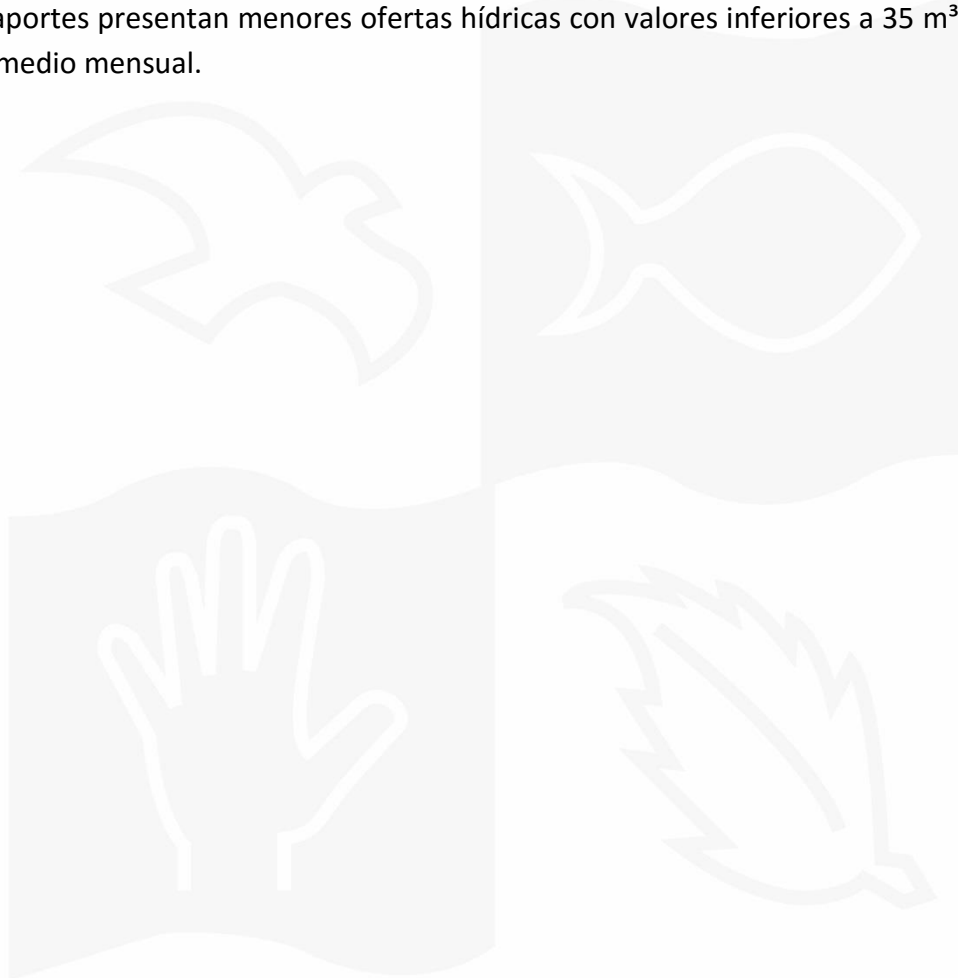 aportes presentan menores ofertas hídricas con valores inferiores a 35 m³
medio mensual.